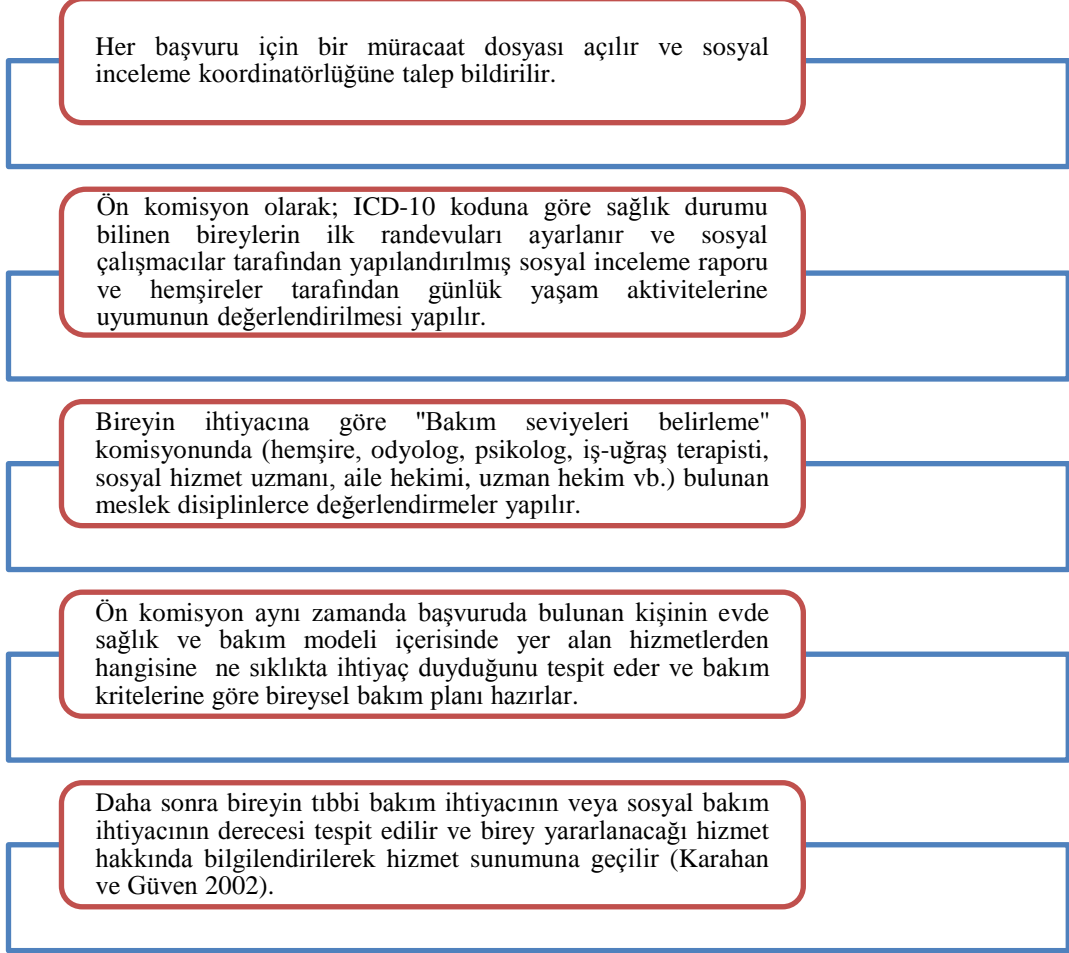 Her başvuru için bir müracaat dosyası açılır ve sosyal
inceleme koordinatörlüğüne talep bildirilir.
Ön komisyon olarak; ICD-10 koduna göre sağlık durumu
bilinen bireylerin ilk randevuları ayarlanır ve sosyal
çalışmacılar tarafından yapılandırılmış sosyal inceleme raporu
ve hemşireler tarafından günlük yaşam aktivitelerine
uyumunun değerlendirilmesi yapılır.
Bireyin ihtiyacına göre "Bakım seviyeleri belirleme"
komisyonunda (hemşire, odyolog, psikolog, iş-uğraş terapisti,
sosyal hizmet uzmanı, aile hekimi, uzman hekim vb.) bulunan
meslek disiplinlerce değerlendirmeler yapılır.
Ön komisyon aynı zamanda başvuruda bulunan kişinin evde
sağlık ve bakım modeli içerisinde yer alan hizmetlerden
hangisine ne sıklıkta ihtiyaç duyduğunu tespit eder ve bakım
kritelerine göre bireysel bakım planı hazırlar.
Daha sonra bireyin tıbbi bakım ihtiyacının veya sosyal bakım
ihtiyacının derecesi tespit edilir ve birey yararlanacağı hizmet
hakkında bilgilendirilerek hizmet sunumuna geçilir (Karahan
ve Güven 2002).